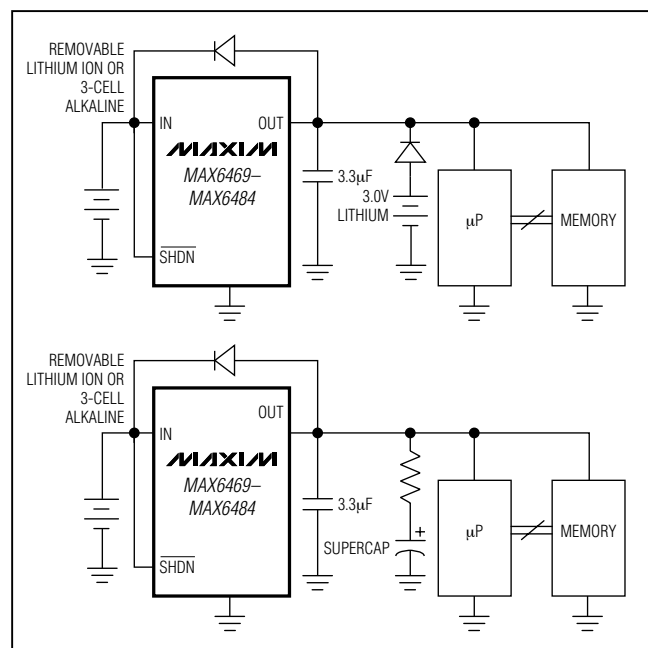 REMOVABLE
LITHIUM ION OR
3-CELL
ALKALINE
IN
OUT
MAXIM
MAX6469–
MAX6484
SHDN
3.3µF
3.0V
LITHIUM
µP
MEMORY
REMOVABLE
LITHIUM ION OR
3-CELL
ALKALINE
IN
OUT
MAXIM
MAX6469–
MAX6484
SHDN
3.3µF
SUPERCAP
+
µP
MEMORY